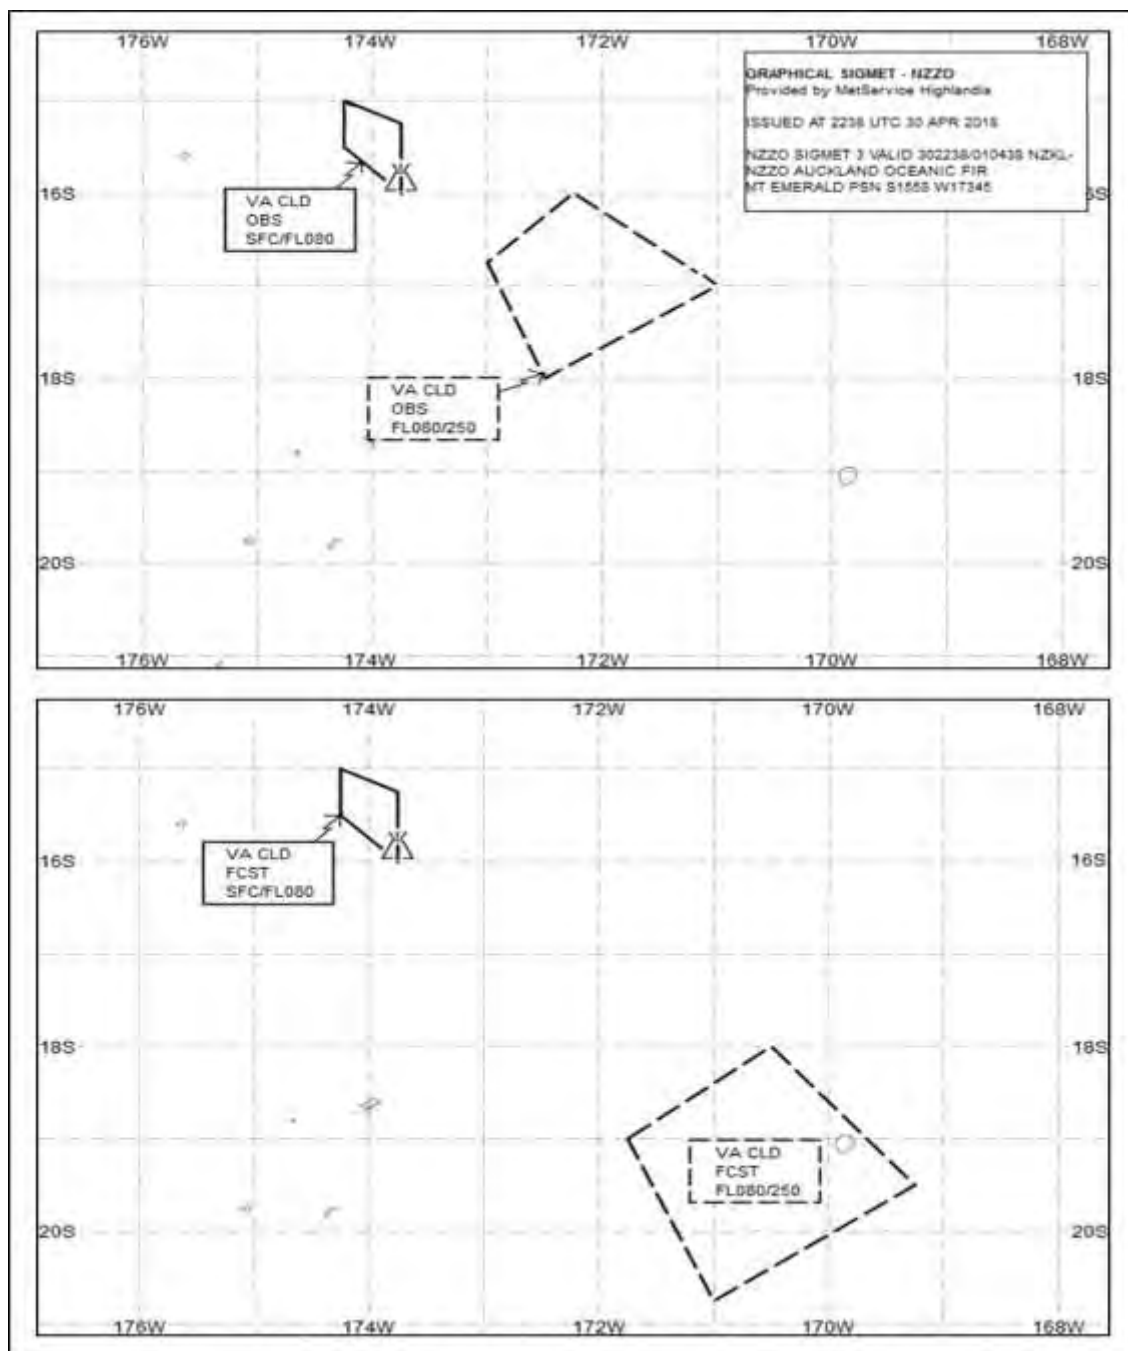 176W 174W 172W 170W 168W
GRAPHICAL SIGMET - NZZO
Provided by MetService Highlandia
ISSUED AT 2238 UTC 30 APR 2018
NZZO SIGMET 3 VALID 302238/010438 NZKL-
NZZO AUCKLAND OCEANIC FIR
MT EMERALD PSN S1558 W17345
16S 6S
VA CLD
OBS
SFC/FL080
18S 18S
VA CLD
OBS
FL080/250
20S 20S
176W 174W 172W 170W 168W
176W 174W 172W 170W 168W
VA CLD
FCST
SFC/FL080
16S 16S
18S 18S
VA CLD
FCST
FL080/250
20S 20S
176W 174W 172W 170W 168W